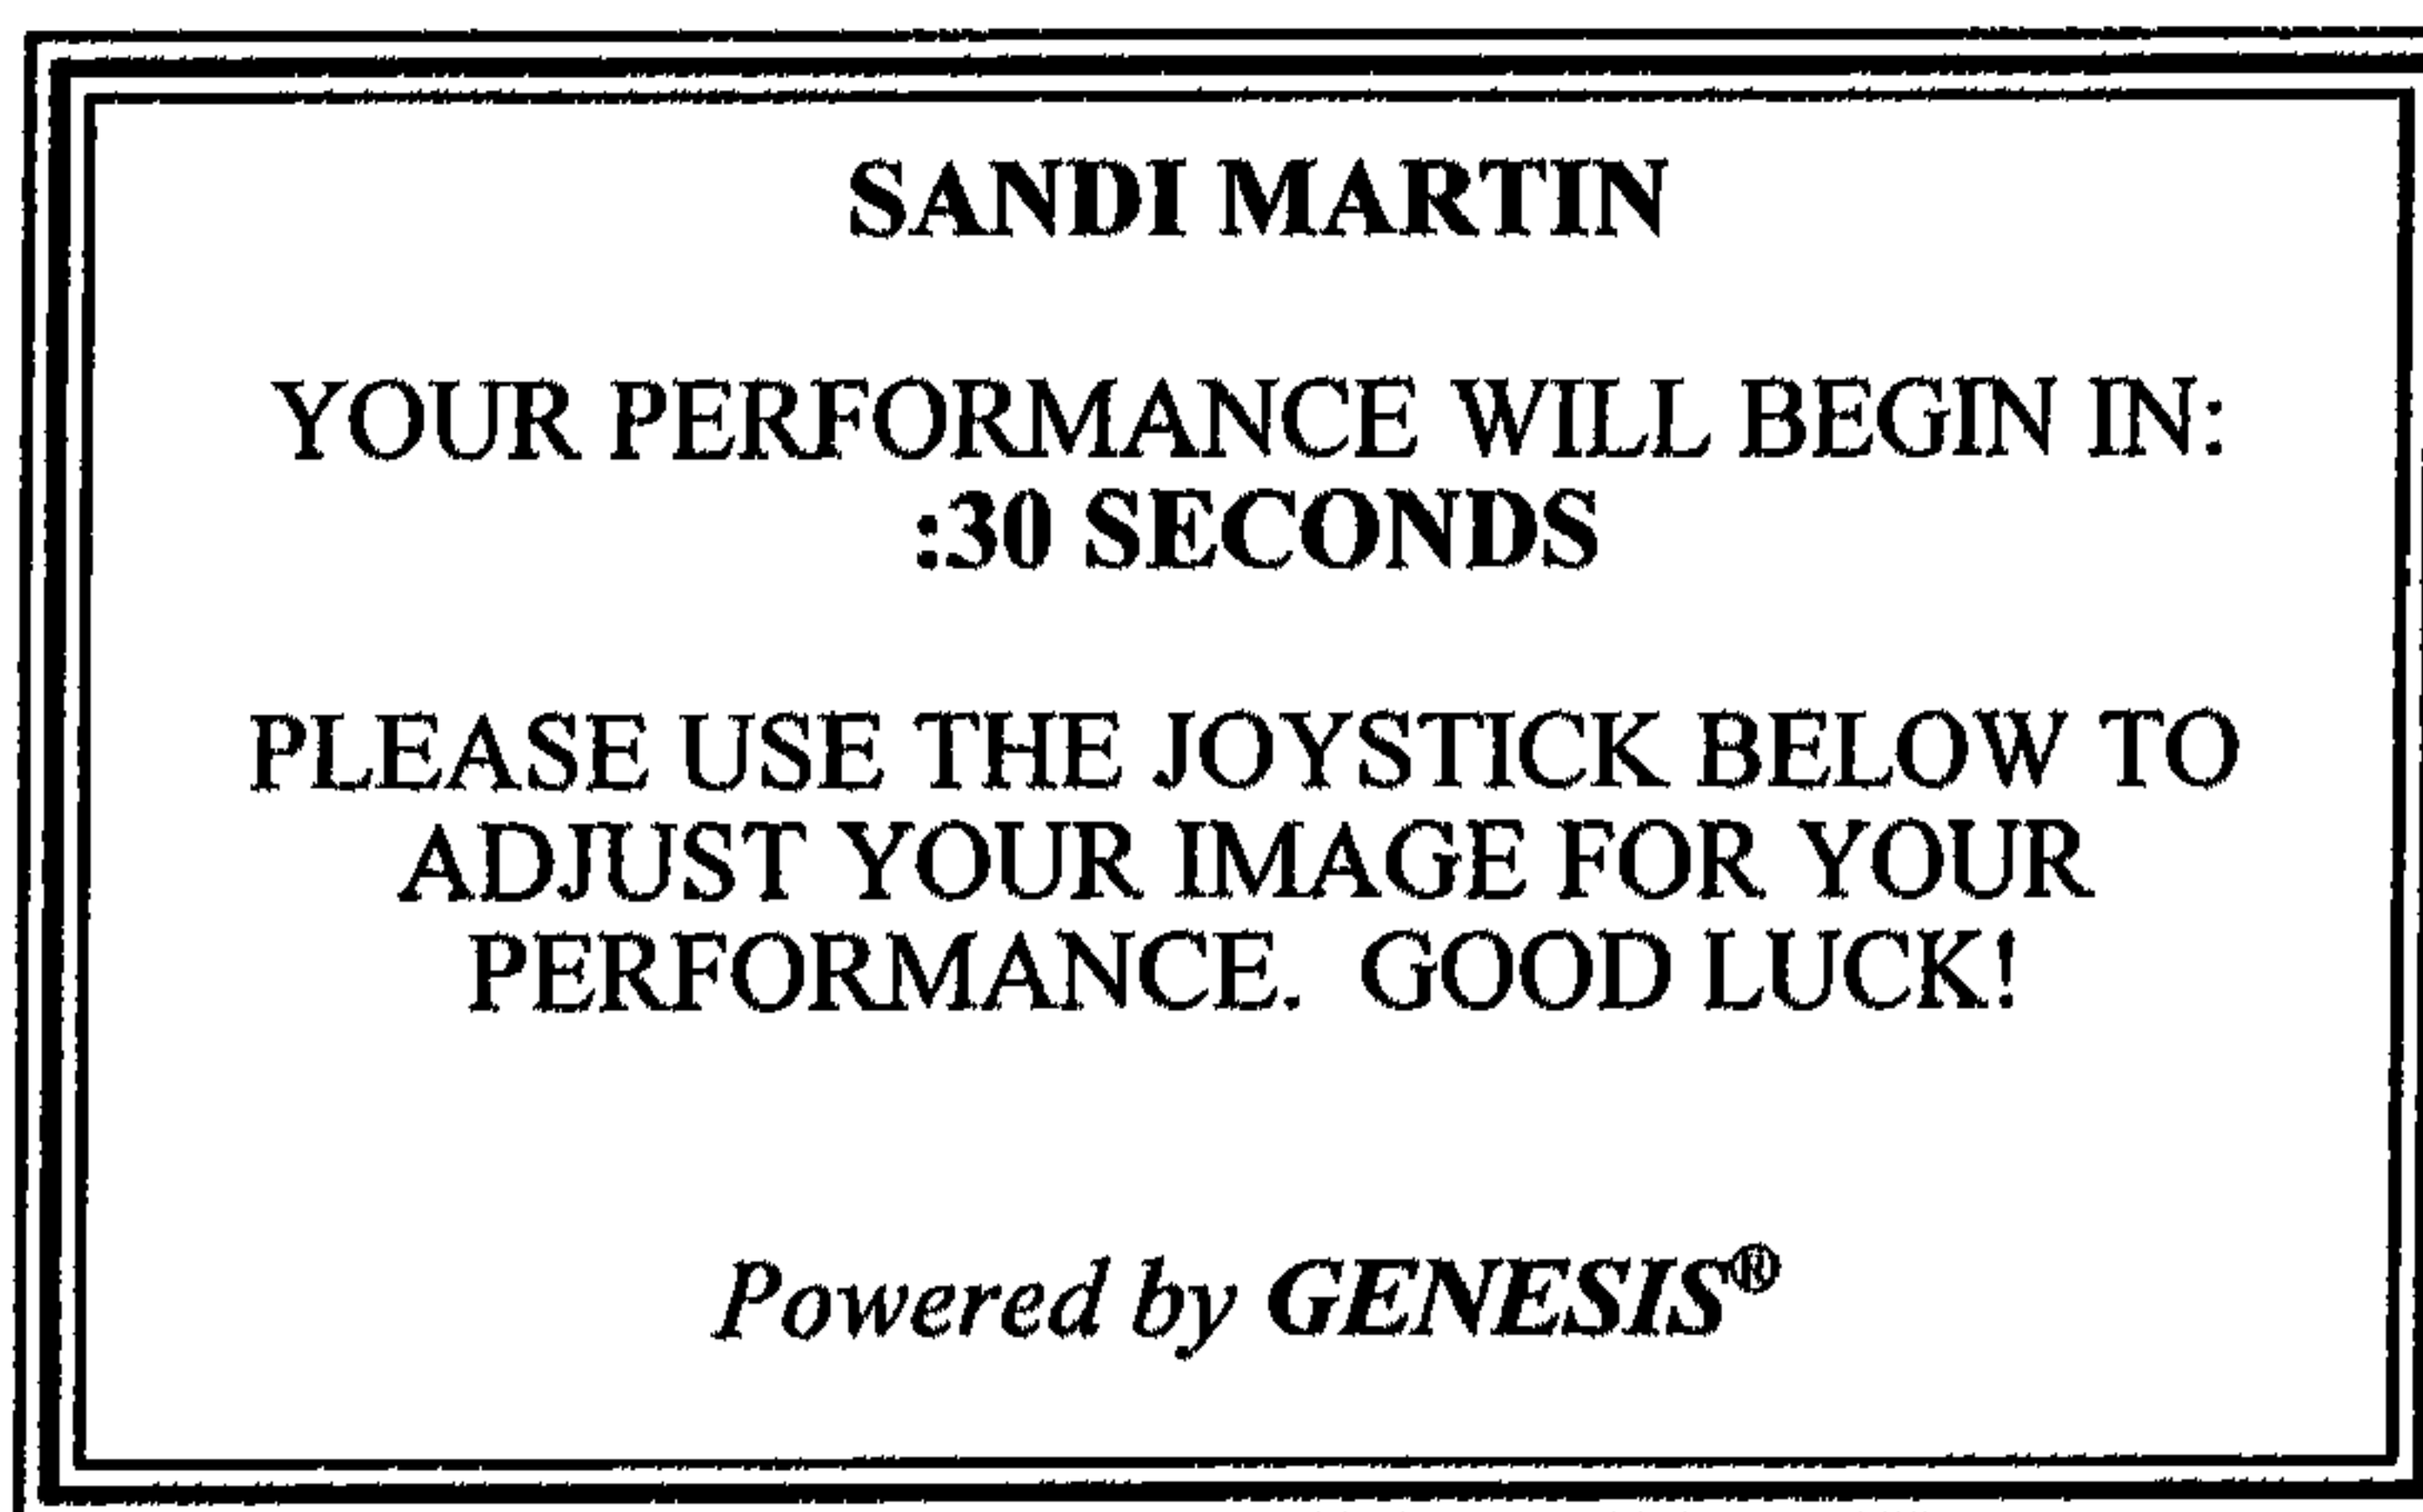 SANDI MARTIN
YOUR PERFORMANCE WILL BEGIN IN:
:30 SECONDS
PLEASE USE THE JOYSTICK BELOW TO
ADJUST YOUR IMAGE FOR YOUR
PERFORMANCE.  GOOD LUCK!
Powered by GENESIS®